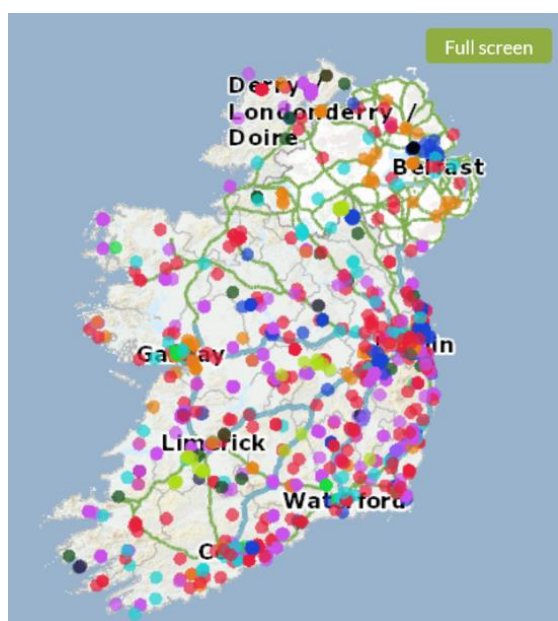 Full screen
Derry /
Londonderry /
Doire
Belfast
Galway
Limerick
Waterford